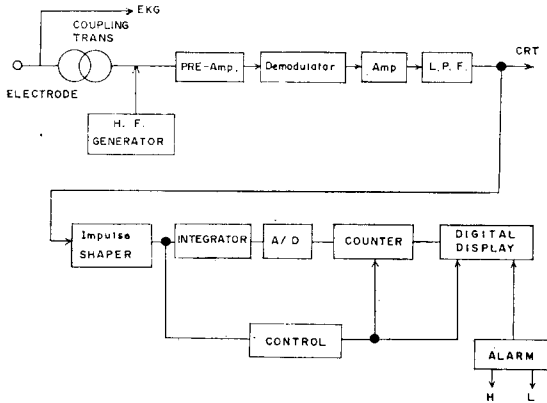 EKG
COUPLING
TRANS
ELECTRODE
H. F.
GENERATOR
PRE-Amp.
Demodulator
Amp
L. P. F.
CRT
Impulse
SHAPER
INTEGRATOR
A/D
COUNTER
DIGITAL
DISPLAY
CONTROL
ALARM
H L